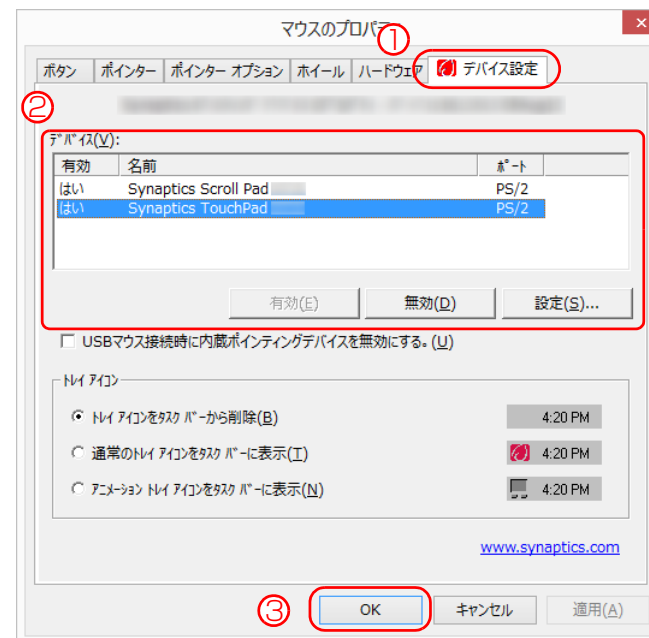 マウスのプロパティ
①
ボタン ポインター ポインター オプション ホイール ハードウェア デバイス設定
②
ﾃﾞﾊﾞｲｽ(V):
有効 名前 ﾎﾟｰﾄ
はい Synaptics Scroll Pad PS/2
はい Synaptics TouchPad PS/2
有効(E) 無効(D) 設定(S)...
USBマウス接続時に内蔵ポインティングデバイスを無効にする。(U)
ﾄﾚｲ ｱｲｺﾝ
ﾄﾚｲ ｱｲｺﾝをﾀｽｸ ﾊﾞｰから削除(B) 4:20 PM
通常のﾄﾚｲ ｱｲｺﾝをﾀｽｸ ﾊﾞｰに表示(T) 4:20 PM
ｱﾆﾒｰｼｮﾝ ﾄﾚｲ ｱｲｺﾝをﾀｽｸ ﾊﾞｰに表示(N) 4:20 PM
www.synaptics.com
③
OK キャンセル 適用(A)